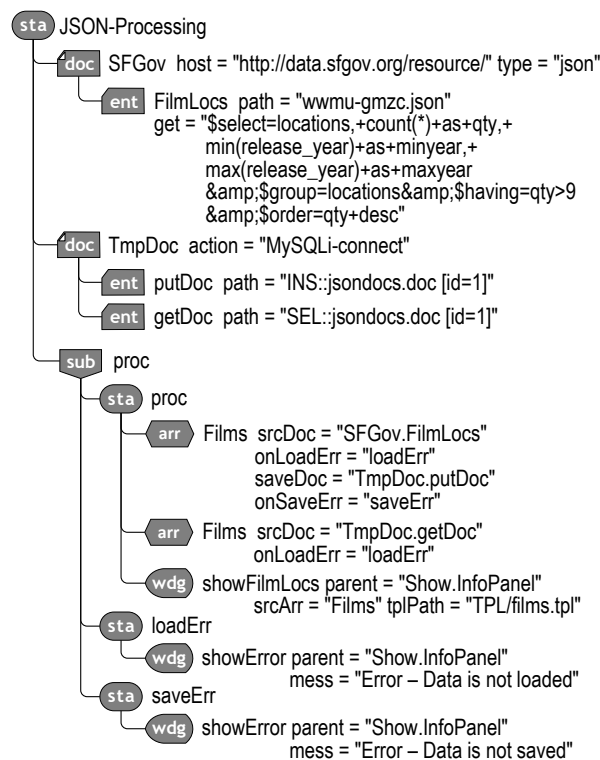 sta JSON-Processing
doc SFGov host = "http://data.sfgov.org/resource/" type = "json"
ent FilmLocs path = "wwmu-gmzc.json"
get = "$select=locations,+count(*)+as+qty,+
min(release_year)+as+minyear,+
max(release_year)+as+maxyear
&amp;$group=locations&amp;$having=qty>9
&amp;$order=qty+desc"
doc TmpDoc action = "MySQLi-connect"
ent putDoc path = "INS::jsondocs.doc [id=1]"
ent getDoc path = "SEL::jsondocs.doc [id=1]"
sub proc
sta proc
arr Films srcDoc = "SFGov.FilmLocs"
onLoadErr = "loadErr"
saveDoc = "TmpDoc.putDoc"
onSaveErr = "saveErr"
arr Films srcDoc = "TmpDoc.getDoc"
onLoadErr = "loadErr"
wdg showFilmLocs parent = "Show.InfoPanel"
srcArr = "Films" tplPath = "TPL/films.tpl"
sta loadErr
wdg showError parent = "Show.InfoPanel"
mess = "Error – Data is not loaded"
sta saveErr
wdg showError parent = "Show.InfoPanel"
mess = "Error – Data is not saved"